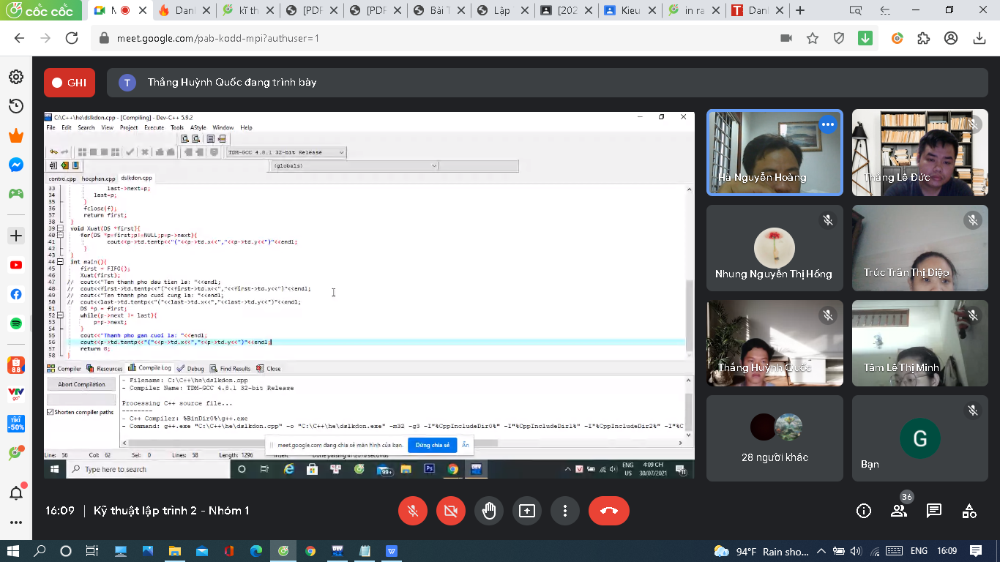 cốc cốc
M
Danl
kĩ th
[PDF
[PDF
Bài T
Lập
[202
Kieu
in ra
Danl
meet.google.com/pab-kodd-mpi?authuser=1
GHI
T
Thắng Huỳnh Quốc đang trình bày
C:\C++\he\dslkdon.cpp - [Compiling] - Dev-C++ 5.9.2
File Edit Search View Project Execute Tools AStyle Window Help
TDM-GCC 4.8.1 32-bit Release
(globals)
contro.cpp hocphan.cpp dslkdon.cpp
33 last->next=p;
34 last=p;
35 }
36 fclose(f);
37 return first;
38 }
39 void Xuat(DS *first){
40 for(DS *p=first;p!=NULL;p=p->next){
41 cout<<p->td.tentp<<"("<<p->td.x<<","<<p->td.y<<")"<<endl;
42 }
43 }
44 int main(){
45 first = FIFO();
46 Xuat(first);
47 // cout<<"Ten thanh pho dau tien la: "<<endl;
48 // cout<<first->td.tentp<<"("<<first->td.x<<","<<first->td.y<<")"<<endl;
49 // cout<<"Ten thanh pho cuoi cung la: "<<endl;
50 // cout<<last->td.tentp<<"("<<last->td.x<<","<<last->td.y<<")"<<endl;
51 DS *p = first;
52 while(p->next != last){
53 p=p->next;
54 }
55 cout<<"Thanh pho gan cuoi la: "<<endl;
56 cout<<p->td.tentp<<"("<<p->td.x<<","<<p->td.y<<")"<<endl;
57 return 0;
58 }
Compiler Resources Compile Log Debug Find Results Close
Abort Compilation
Shorten compiler paths
- Filename: C:\C++\he\dslkdon.cpp
- Compiler Name: TDM-GCC 4.8.1 32-bit Release
Processing C++ source file...
--------
- C++ Compiler: %BinDir0%\g++.exe
- Command: g++.exe "C:\C++\he\dslkdon.cpp" -o "C:\C++\he\dslkdon.exe" -m32 -g3 -I"%CppIncludeDir0%" -I"%CppIncludeDir1%" -I"%CppIncludeDir2%" -I"%C
meet.google.com đang chia sẻ màn hình của bạn. Dừng chia sẻ Ẩn
Line: 56 Col: 62 Sel: 0 Lines: 58 Length: 1296 Insert
Type here to search
99+
Ps
ENG
US
4:09 CH
30/07/2021
11
Hà Nguyễn Hoàng
Thắng Lê Đức
Nhung Nguyễn Thị Hồng
Trúc Trần Thị Diệp
Thắng Huỳnh Quốc
Tâm Lê Thị Minh
28 người khác
G
Bạn
8.8
VTV
go
TIKI
-50%
16:09 | Kỹ thuật lập trình 2 - Nhóm 1
36
94°F Rain sho...
ENG 16:09